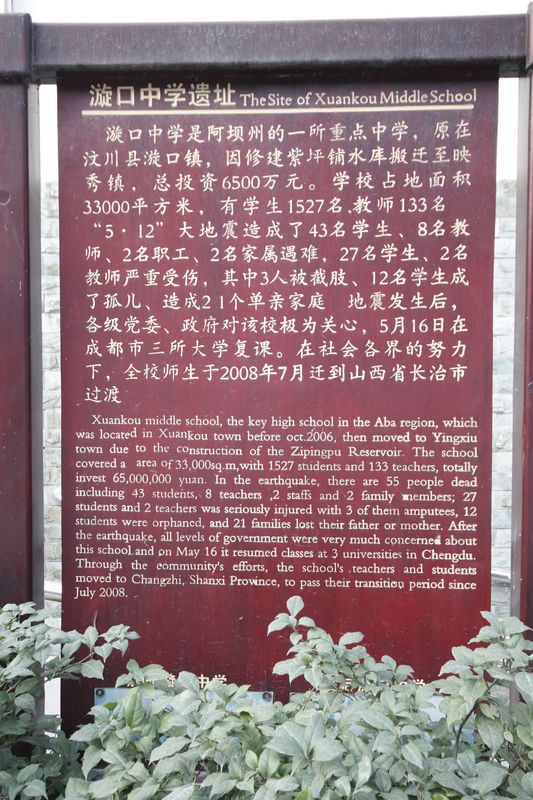 漩口中学遗址 The Site of Xuankou Middle School
漩口中学是阿坝州的一所重点中学，原在
汶川县漩口镇，因修建紫坪铺水库搬迁至映
秀镇，总投资6500万元。学校占地面积
33000平方米，有学生1527名,教师133名
“5·12”大地震造成了43名学生、8名教
师、2名职工、2名家属遇难，27名学生、2名
教师严重受伤，其中3人被截肢、12名学生成
了孤儿、造成21个单亲家庭 地震发生后，
各级党委、政府对该校极为关心，5月16日在
成都市三所大学复课。在社会各界的努力
下，全校师生于2008年7月迁到山西省长治市
过渡
Xuankou middle school, the key high school in the Aba region, which
was located in Xuankou town before oct.2006, then moved to Yingxiu
town due to the construction of the Zipingpu Reservoir. The school
covered a area of 33,000sq.m,with 1527 students and 133 teachers, totally
invest 65,000,000 yuan. In the earthquake, there are 55 people dead
including 43 students, 8 teachers ,2 staffs and 2 family members; 27
students and 2 teachers was seriously injured with 3 of them amputees, 12
students were orphaned, and 21 families lost their father or mother. After
the earthquake, all levels of government were very much concerned about
this school and on May 16 it resumed classes at 3 universities in Chengdu.
Through the community's efforts, the school's teachers and students
moved to Changzhi, Shanxi Province, to pass their transition period since
July 2008.
中学